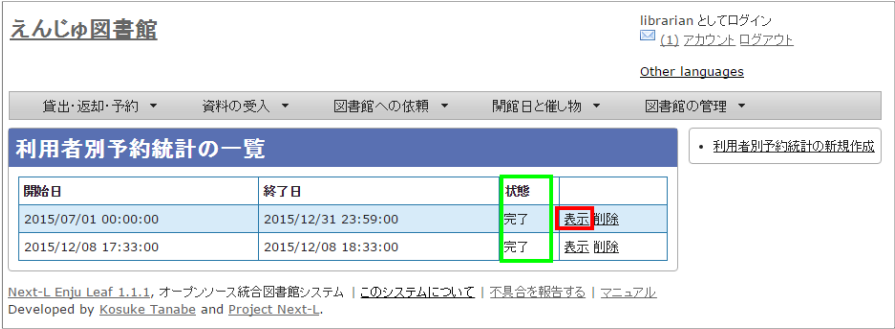 えんじゅ図書館
librarian としてログイン
(1) アカウント ログアウト
Other languages
貸出・返却・予約 ▼ 資料の受入 ▼ 図書館への依頼 ▼ 開館日と催し物 ▼ 図書館の管理 ▼
利用者別予約統計の一覧
• 利用者別予約統計の新規作成
開始日 終了日 状態
2015/07/01 00:00:00 2015/12/31 23:59:00 完了 表示 削除
2015/12/08 17:33:00 2015/12/08 18:33:00 完了 表示 削除
Next-L Enju Leaf 1.1.1, オープンソース統合図書館システム | このシステムについて | 不具合を報告する | マニュアル
Developed by Kosuke Tanabe and Project Next-L.